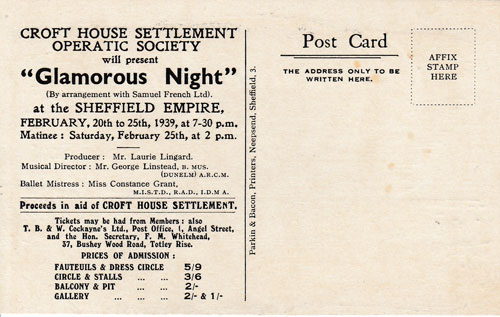 CROFT HOUSE SETTLEMENT
OPERATIC SOCIETY
will present
"Glamorous Night"
(By arrangement with Samuel French Ltd).
at the SHEFFIELD EMPIRE,
FEBRUARY, 20th to 25th, 1939, at 7-30 p.m.
Matinee : Saturday, February 25th, at 2 p.m.
Producer : Mr. Laurie Lingard.
Musical Director : Mr. George Linstead, B. MUS.
(DUNELM) A.R.C.M.
Ballet Mistress : Miss Constance Grant,
M.I.S.T.D., R.A.D., I.D.M.A.
Proceeds in aid of CROFT HOUSE SETTLEMENT.
Tickets may be had from Members : also
T. B. & W. Cockayne's Ltd., Post Office, 1, Angel Street,
and the Hon. Secretary, F. M. Whitehead,
37, Bushey Wood Road, Totley Rise.
PRICES OF ADMISSION :
FAUTEUILS & DRESS CIRCLE 5/9
CIRCLE & STALLS ... ... 3/6
BALCONY & PIT ... ... 2/-
GALLERY ... ... ... 2/- & 1/-
Parkin & Bacon, Printers, Neepsend, Sheffield, 3.
Post Card
THE ADDRESS ONLY TO BE
WRITTEN HERE.
AFFIX
STAMP
HERE